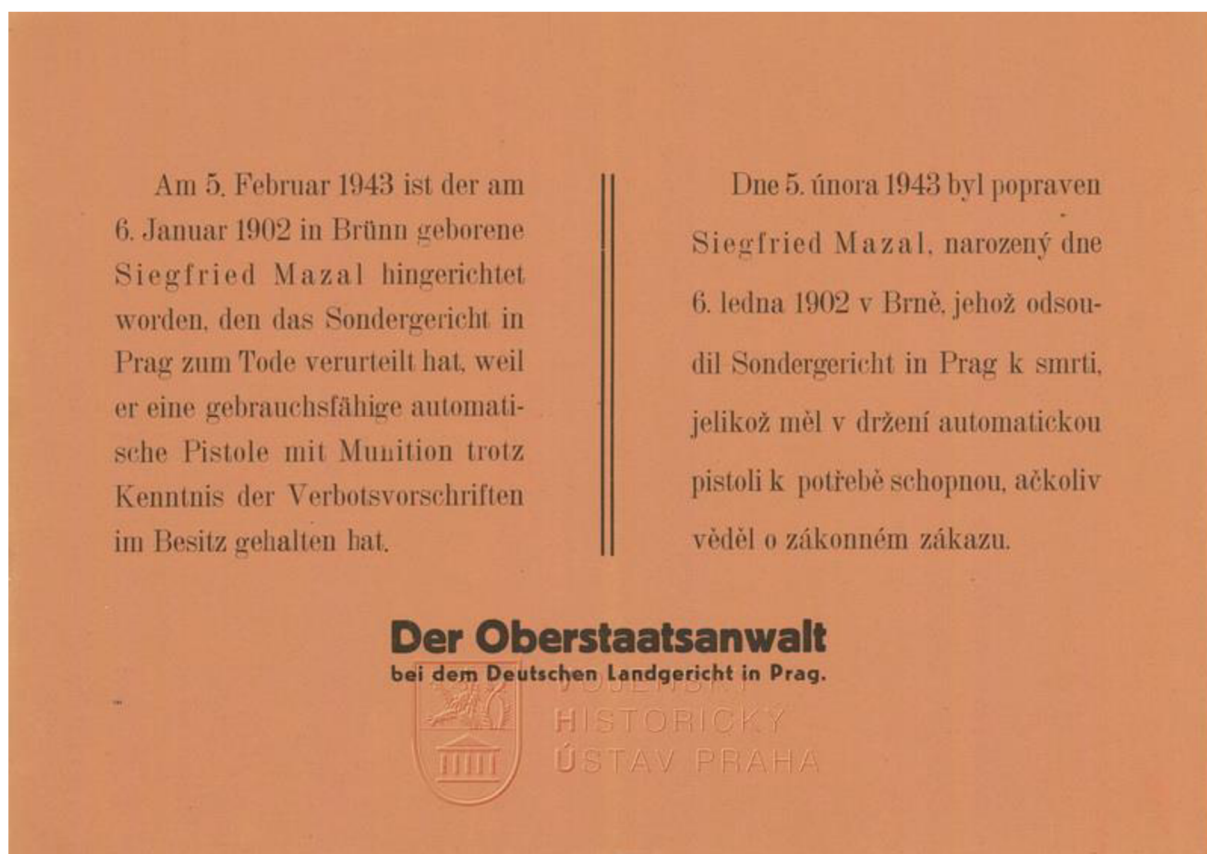 Am 5. Februar 1943 ist der am
6. Januar 1902 in Brünn geborene
Siegfried Mazal hingerichtet
worden, den das Sondergericht in
Prag zum Tode verurteilt hat, weil
er eine gebrauchsfähige automati-
sche Pistole mit Munition trotz
Kenntnis der Verbotsvorschriften
im Besitz gehalten hat.
Dne 5. února 1943 byl popraven
Siegfried Mazal, narozený dne
6. ledna 1902 v Brně, jehož odsou-
dil Sondergericht in Prag k smrti,
jelikož měl v držení automatickou
pistoli k potřebě schopnou, ačkoliv
věděl o zákonném zákazu.
Der Oberstaatsanwalt
bei dem Deutschen Landgericht in Prag.
VOJENSKÝ
HISTORICKÝ
ÚSTAV PRAHA